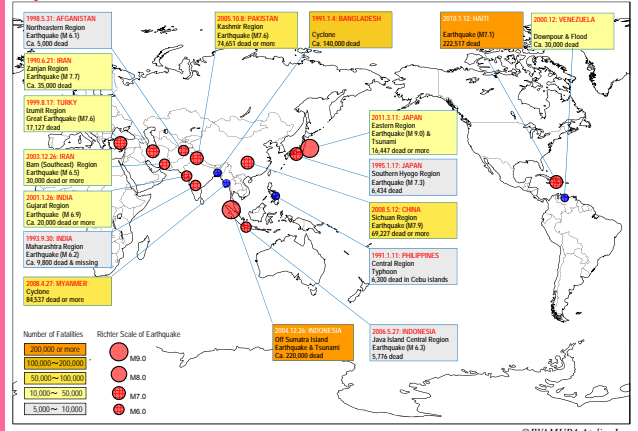 1998.5.31: AFGANISTAN
Northeastern Region
Earthquake (M 6.1)
Ca. 5,000 dead
1990.6.21: IRAN
Zanjan Region
Earthquake (M 7.7)
Ca. 35,000 dead
1999.8.17: TURKY
Izumit Region
Great Earthquake (M7.6)
17,127 dead
2003.12.26: IRAN
Bam (Southeast) Region
Earthquake (M 6.5)
30,000 dead or more
2001.1.26: INDIA
Gujarat Region
Earthquake (M 6.9)
Ca. 20,000 dead or more
1993.9.30: INDIA
Maharashtra Region
Earthquake (M 6.2)
Ca. 9,800 dead & missing
2008.4.27: MYANMER
Cyclone
84,537 dead or more
2005.10.8: PAKISTAN
Kashmir Region
Earthquake (M7.6)
74,651 dead or more
1991.1.4: BANGLADESH
Cyclone
Ca. 140,000 dead
2010.1.12: HAITI
Earthquake (M7.1)
222,517 dead
2000.12: VENEZUELA
Downpour & Flood
Ca. 30,000 dead
2011.3.11: JAPAN
Eastern Region
Earthquake (M 9.0) &
Tsunami
16,447 dead or more
1995.1.17: JAPAN
Southern Hyogo Region
Earthquake (M 7.3)
6,434 dead
2008.5.12: CHINA
Sichuan Region
Earthquake (M7.9)
69,227 dead or more
1991.1.11: PHILIPPINES
Central Region
Typhoon
6,300 dead in Cebu islands
2004.12.26: INDONESIA
Off Sumatra Island
Earthquake & Tsunami
Ca. 220,000 dead
2006.5.27: INDONESIA
Java Island Central Region
Earthquake (M 6.3)
5,776 dead
Number of Fatalities
200,000 or more
100,000～200,000
50,000～100,000
10,000～ 50,000
5,000～ 10,000
Richter Scale of Earthquake
M9.0
M8.0
M7.0
M6.0